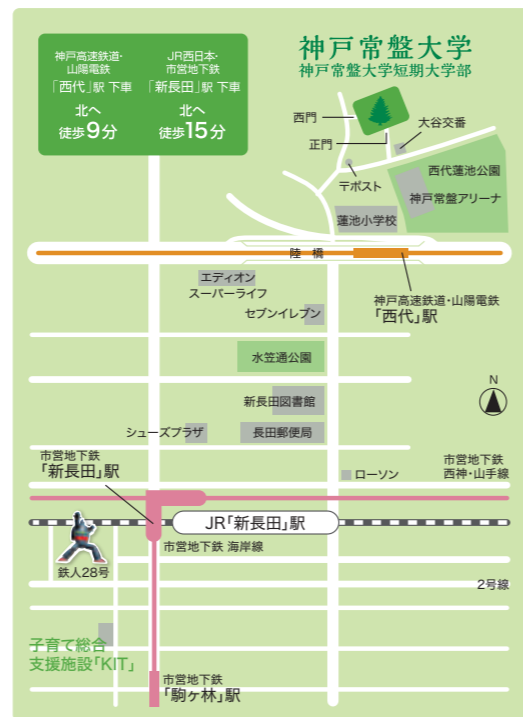 神戸高速鉄道・
山陽電鉄
「西代」駅 下車
北へ
徒歩9分
JR西日本・
市営地下鉄
「新長田」駅 下車
北へ
徒歩15分
神戸常盤大学
神戸常盤大学短期大学部
西門
正門
大谷交番
〒ポスト
西代蓮池公園
神戸常盤アリーナ
蓮池小学校
陸橋
エディオン
スーパーライフ
セブンイレブン
神戸高速鉄道・山陽電鉄
「西代」駅
水笠通公園
N
新長田図書館
シューズプラザ
長田郵便局
市営地下鉄
「新長田」駅
ローソン
市営地下鉄
西神・山手線
JR「新長田」駅
市営地下鉄 海岸線
鉄人28号
2号線
子育て総合
支援施設「KIT」
市営地下鉄
「駒ヶ林」駅